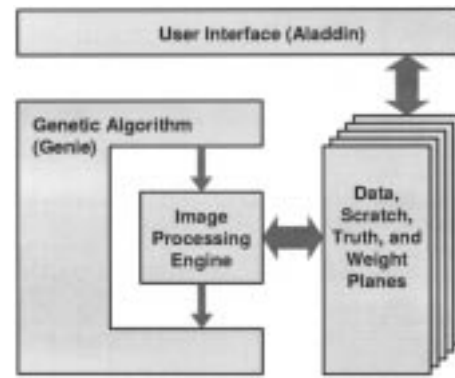 User Interface (Aladdin)
Genetic Algorithm
(Genie)
Image
Processing
Engine
Data,
Scratch,
Truth, and
Weight
Planes